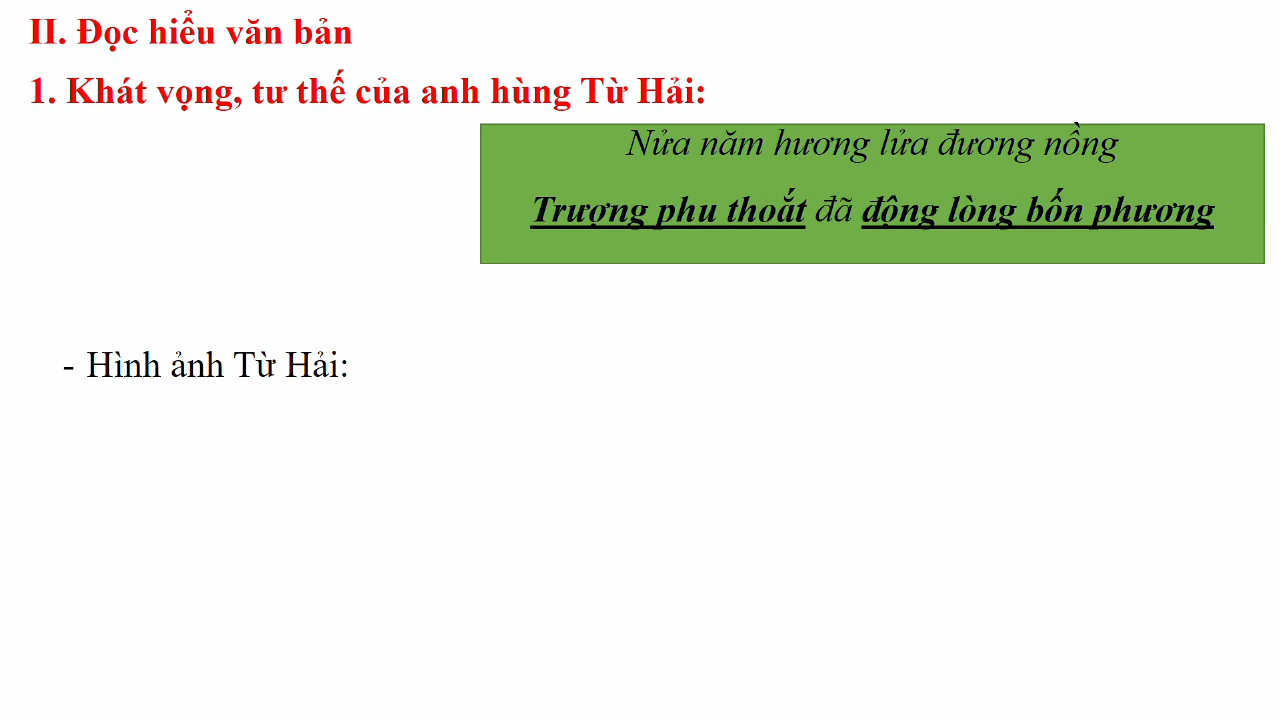 II. Đọc hiểu văn bản
1. Khát vọng, tư thế của anh hùng Từ Hải:
Nửa năm hương lửa đương nồng
Trượng phu thoắt đã động lòng bốn phương
- Hình ảnh Từ Hải: